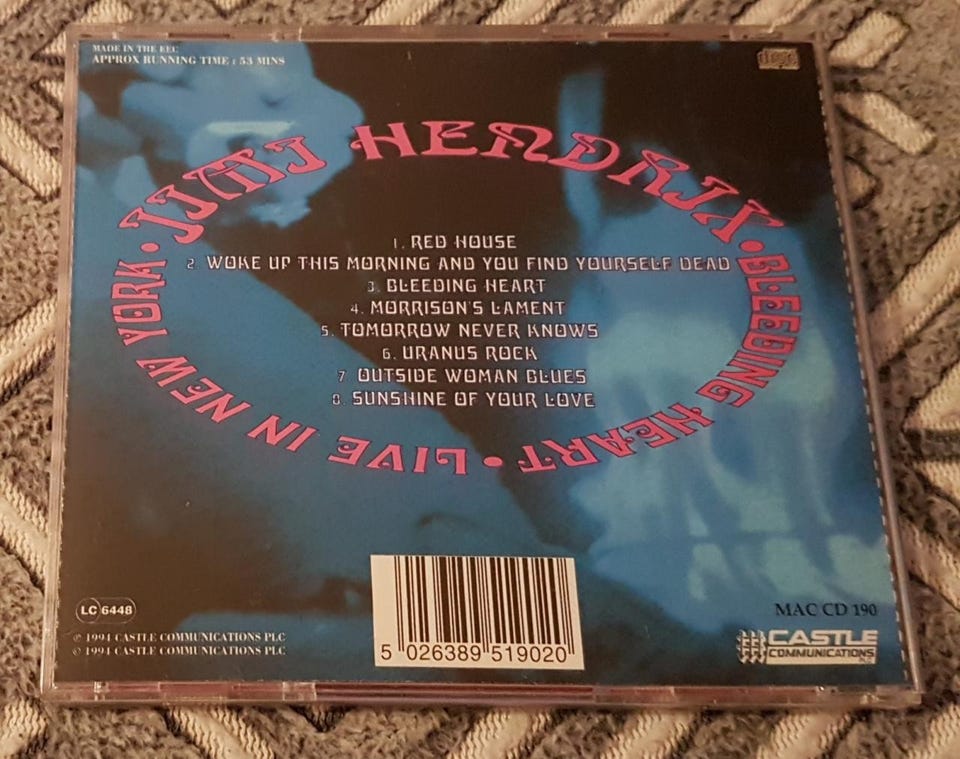 MADE IN THE EEC
APPROX RUNNING TIME : 53 MINS
JIMI HENDRIX • BLEEDING HEART • LIVE IN NEW YORK •
1. RED HOUSE
2. WOKE UP THIS MORNING AND YOU FIND YOURSELF DEAD
3. BLEEDING HEART
4. MORRISON'S LAMENT
5. TOMORROW NEVER KNOWS
6. URANUS ROCK
7. OUTSIDE WOMAN BLUES
8. SUNSHINE OF YOUR LOVE
LC 6448
℗ 1994 CASTLE COMMUNICATIONS PLC
© 1994 CASTLE COMMUNICATIONS PLC
5 026389 519020
MAC CD 190
CASTLE
COMMUNICATIONS